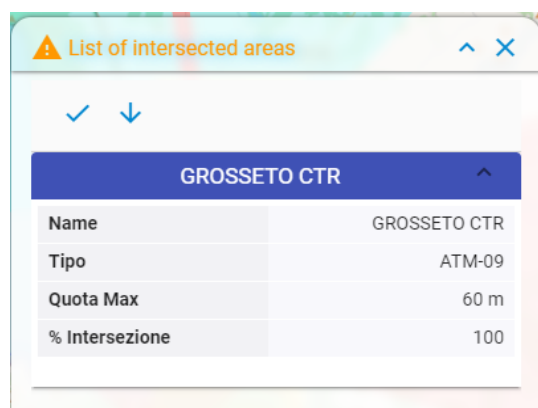 List of intersected areas
GROSSETO CTR
Name GROSSETO CTR
Tipo ATM-09
Quota Max 60 m
% Intersezione 100